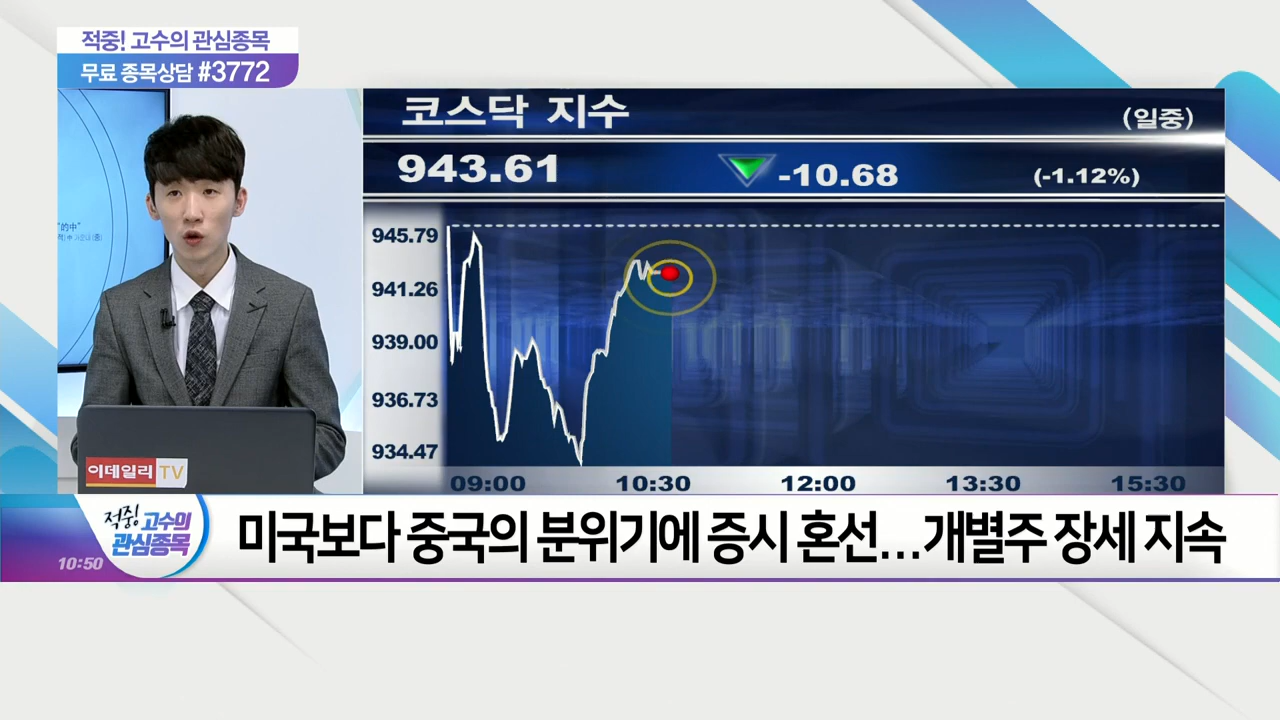 적중! 고수의 관심종목
무료 종목상담 #3772
"的中"
코스닥 지수
(일중)
943.61
-10.68
(-1.12%)
945.79
941.26
939.00
936.73
934.47
09:00
10:30
12:00
13:30
15:30
이데일리 TV
적중! 고수의
관심종목
10:50
미국보다 중국의 분위기에 증시 혼선...개별주 장세 지속